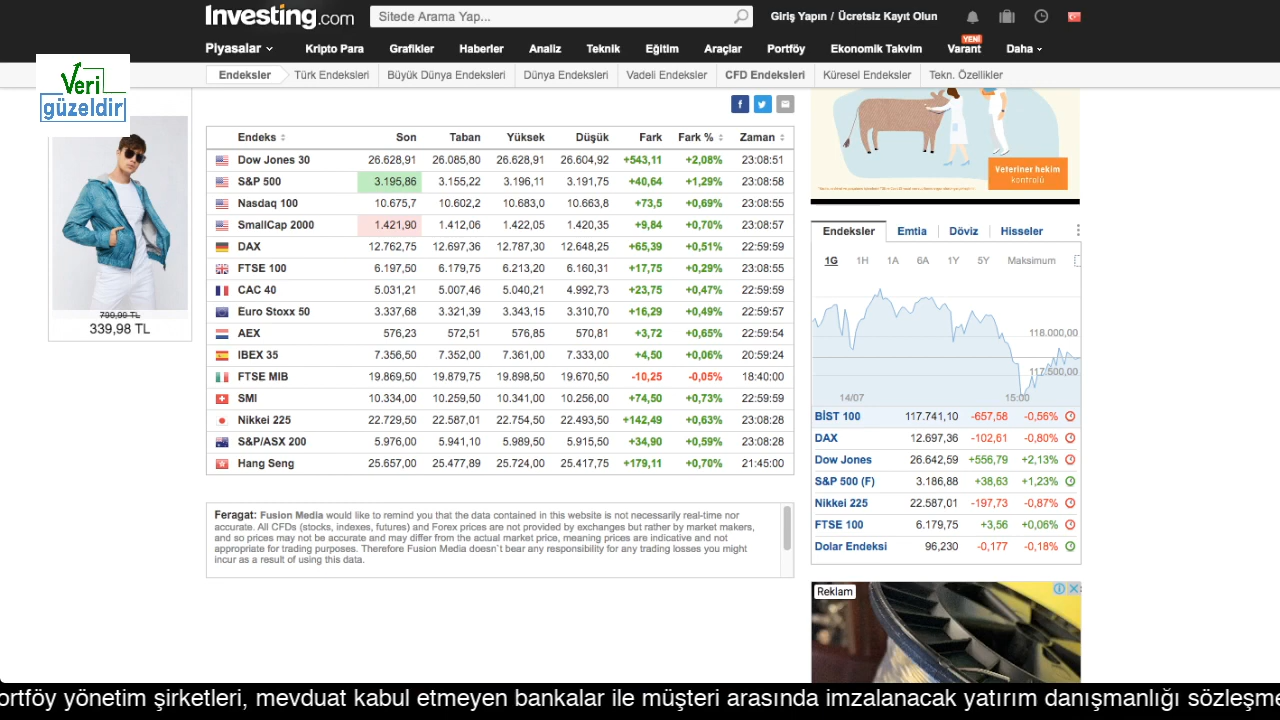 Investing.com
Sitede Arama Yap...
Giriş Yapın / Ücretsiz Kayıt Olun
Piyasalar Kripto Para Grafikler Haberler Analiz Teknik Eğitim Araçlar Portföy Ekonomik Takvim YENİ Varant Daha
Endeksler Türk Endeksleri Büyük Dünya Endeksleri Dünya Endeksleri Vadeli Endeksler CFD Endeksleri Küresel Endeksler Tekn. Özellikler
Veri
güzeldir
799,99 TL
339,98 TL
Endeks Son Taban Yüksek Düşük Fark Fark % Zaman
Dow Jones 30 26.628,91 26.085,80 26.628,91 26.604,92 +543,11 +2,08% 23:08:51
S&P 500 3.195,86 3.155,22 3.196,11 3.191,75 +40,64 +1,29% 23:08:58
Nasdaq 100 10.675,7 10.602,2 10.683,0 10.663,8 +73,5 +0,69% 23:08:55
SmallCap 2000 1.421,90 1.412,06 1.422,05 1.420,35 +9,84 +0,70% 23:08:57
DAX 12.762,75 12.697,36 12.787,30 12.648,25 +65,39 +0,51% 22:59:59
FTSE 100 6.197,50 6.179,75 6.213,20 6.160,31 +17,75 +0,29% 23:08:55
CAC 40 5.031,21 5.007,46 5.040,21 4.992,73 +23,75 +0,47% 22:59:59
Euro Stoxx 50 3.337,68 3.321,39 3.343,15 3.310,70 +16,29 +0,49% 22:59:57
AEX 576,23 572,51 576,85 570,81 +3,72 +0,65% 22:59:54
IBEX 35 7.356,50 7.352,00 7.361,00 7.333,00 +4,50 +0,06% 20:59:24
FTSE MIB 19.869,50 19.879,75 19.898,50 19.670,50 -10,25 -0,05% 18:40:00
SMI 10.334,00 10.259,50 10.341,00 10.256,00 +74,50 +0,73% 22:59:59
Nikkei 225 22.729,50 22.587,01 22.754,50 22.493,50 +142,49 +0,63% 23:08:28
S&P/ASX 200 5.976,00 5.941,10 5.989,50 5.915,50 +34,90 +0,59% 23:08:28
Hang Seng 25.657,00 25.477,89 25.724,00 25.417,75 +179,11 +0,70% 21:45:00
Feragat: Fusion Media would like to remind you that the data contained in this website is not necessarily real-time nor
accurate. All CFDs (stocks, indexes, futures) and Forex prices are not provided by exchanges but rather by market makers,
and so prices may not be accurate and may differ from the actual market price, meaning prices are indicative and not
appropriate for trading purposes. Therefore Fusion Media doesn`t bear any responsibility for any trading losses you might
incur as a result of using this data.
Veteriner hekim
kontrolü
Endeksler Emtia Döviz Hisseler
1G 1H 1A 6A 1Y 5Y Maksimum
118.000,00
117.500,00
14/07 15:00
BİST 100 117.741,10 -657,58 -0,56%
DAX 12.697,36 -102,61 -0,80%
Dow Jones 26.642,59 +556,79 +2,13%
S&P 500 (F) 3.186,88 +38,63 +1,23%
Nikkei 225 22.587,01 -197,73 -0,87%
FTSE 100 6.179,75 +3,56 +0,06%
Dolar Endeksi 96,230 -0,177 -0,18%
Reklam
ortföy yönetim şirketleri, mevduat kabul etmeyen bankalar ile müşteri arasında imzalanacak yatırım danışmanlığı sözleşme